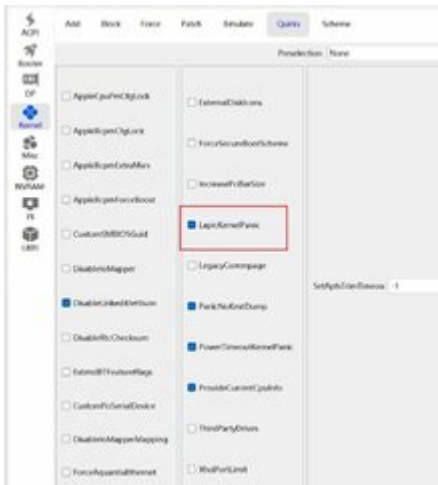 ACPI
Booter
DP
Kernel
Misc
NVRAM
PI
UEFI
Add Block Force Patch Emulate Quirks Scheme
Preselection None
AppleCpuPmCfgLock
AppleXcpmCfgLock
AppleXcpmExtraMsrs
AppleXcpmForceBoost
CustomSMBIOSGuid
DisableIoMapper
DisableLinkeditJettison
DisableRtcChecksum
ExtendBTFeatureFlags
CustomPciSerialDevice
DisableIoMapperMapping
ForceAquantiaEthernet
ExternalDiskIcons
ForceSecureBootScheme
IncreasePciBarSize
LapicKernelPanic
LegacyCommpage
PanicNoKextDump
PowerTimeoutKernelPanic
ProvideCurrentCpuInfo
ThirdPartyDrives
XhciPortLimit
SetApfsTrimTimeout -1